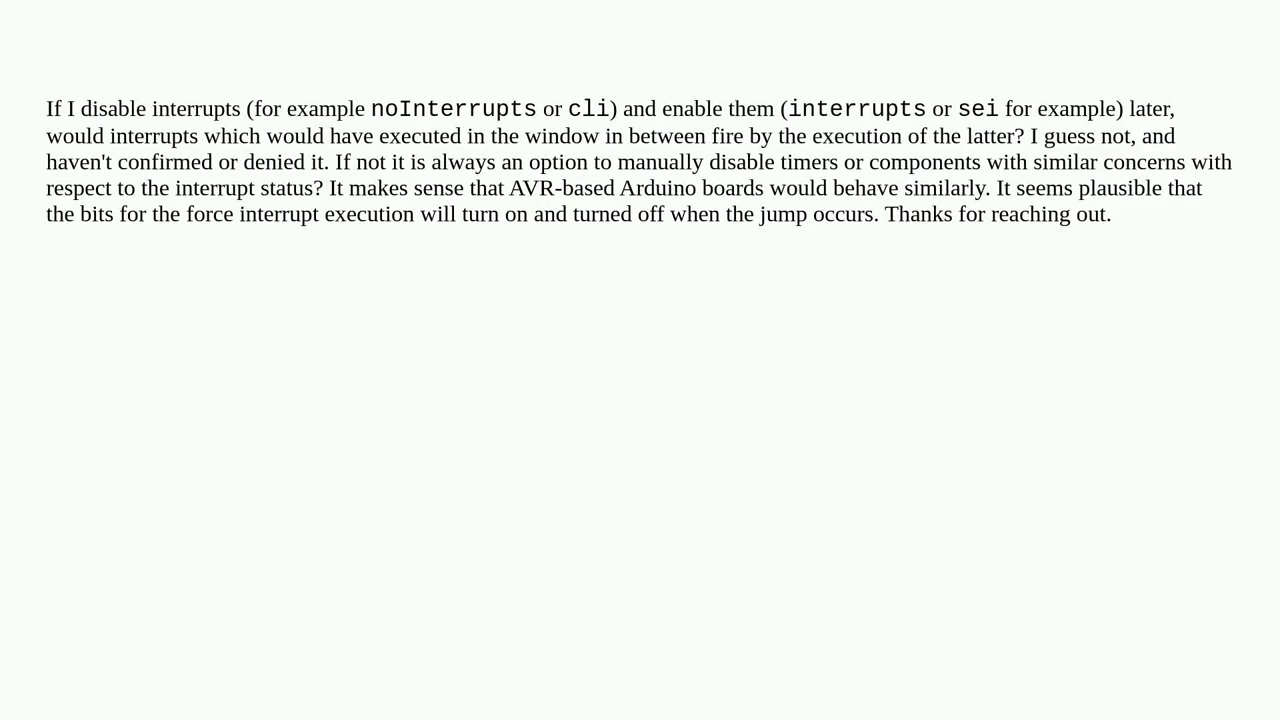 If I disable interrupts (for example noInterrupts or cli) and enable them (interrupts or sei for example) later,
would interrupts which would have executed in the window in between fire by the execution of the latter? I guess not, and
haven't confirmed or denied it. If not it is always an option to manually disable timers or components with similar concerns with
respect to the interrupt status? It makes sense that AVR-based Arduino boards would behave similarly. It seems plausible that
the bits for the force interrupt execution will turn on and turned off when the jump occurs. Thanks for reaching out.